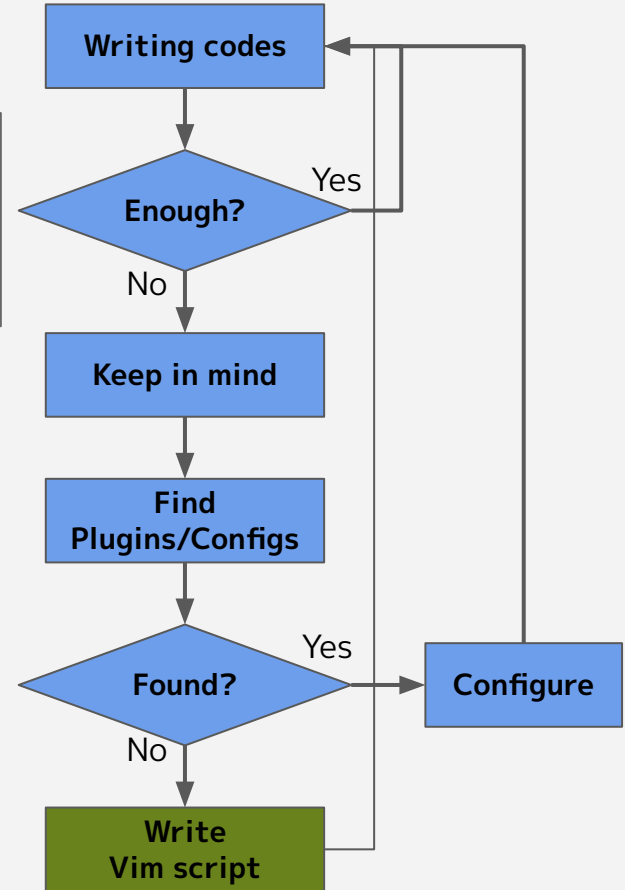 Writing codes
Yes
Enough?
No
Keep in mind
Find
Plugins/Configs
Yes
Found?
Configure
No
Write
Vim script